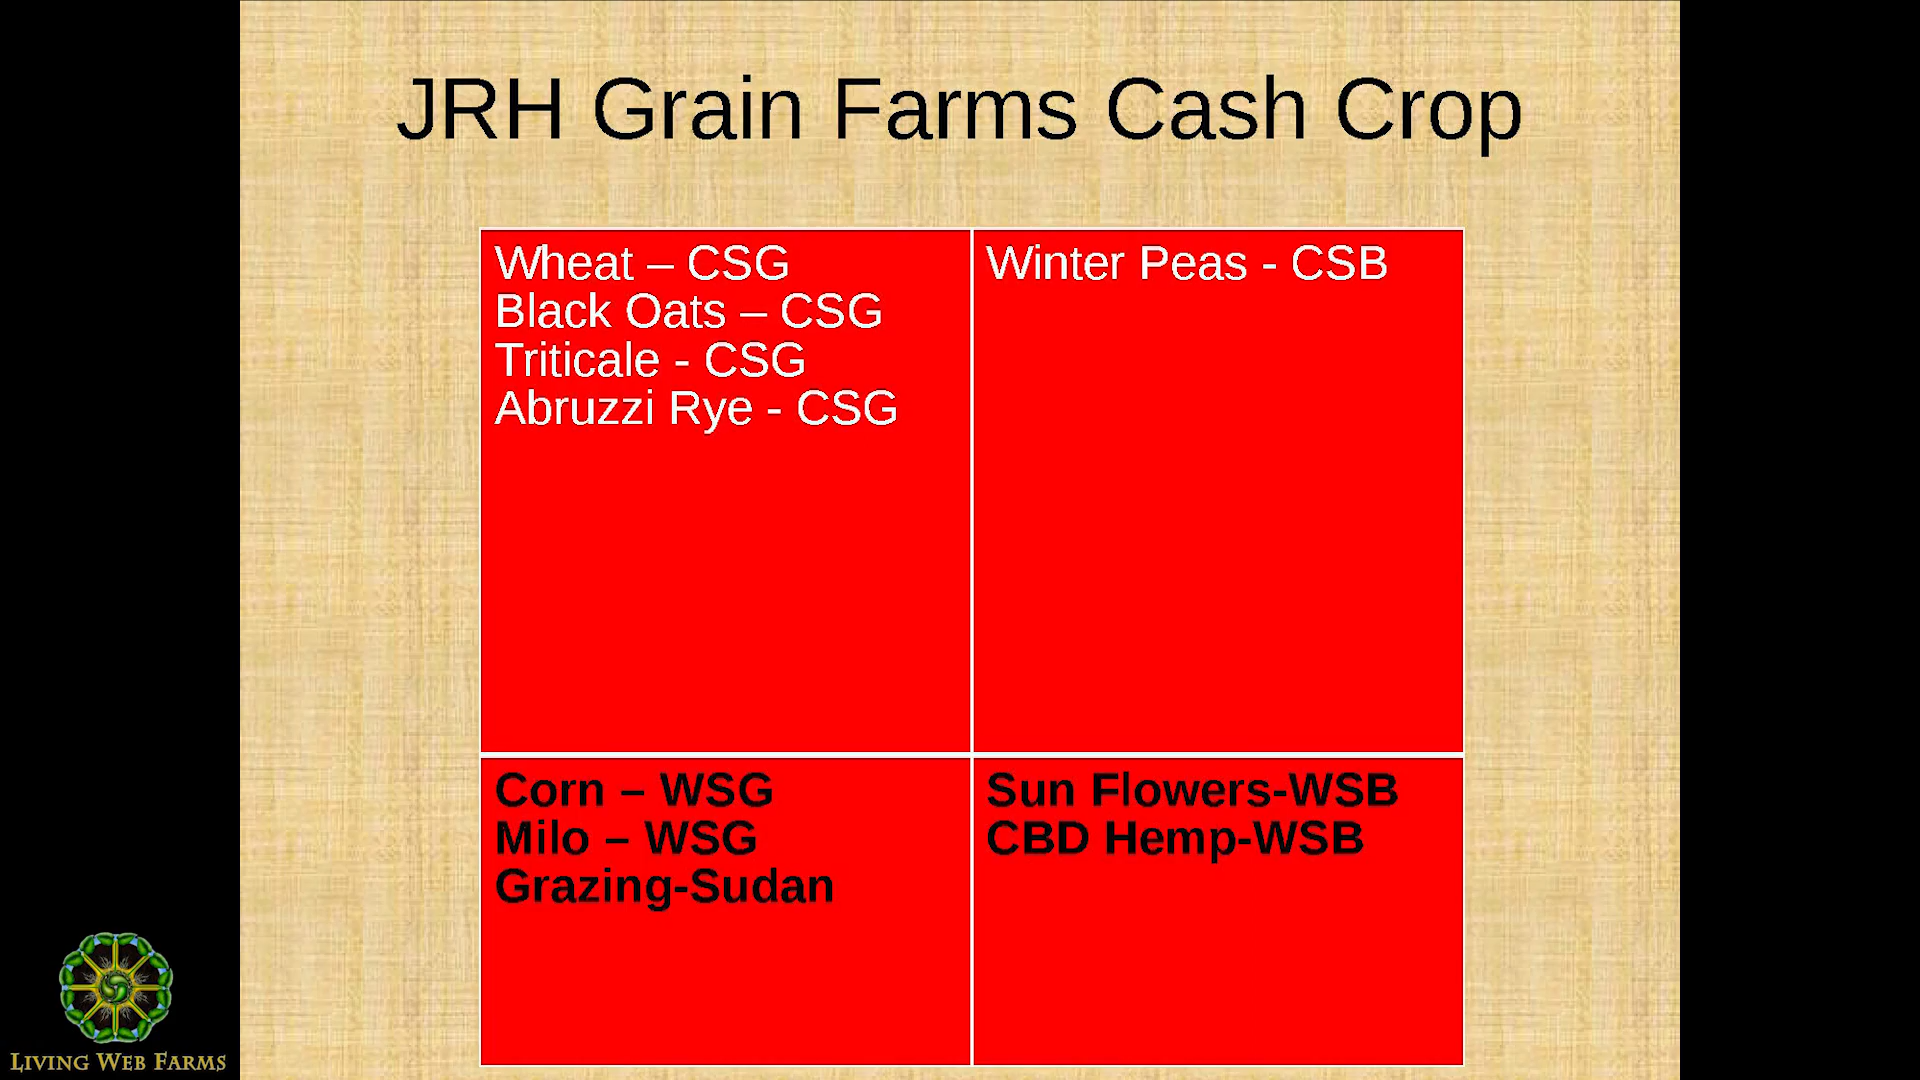 JRH Grain Farms Cash Crop
Wheat – CSG
Black Oats – CSG
Triticale - CSG
Abruzzi Rye - CSG
Winter Peas - CSB
Corn – WSG
Milo – WSG
Grazing-Sudan
Sun Flowers-WSB
CBD Hemp-WSB
LIVING WEB FARMS